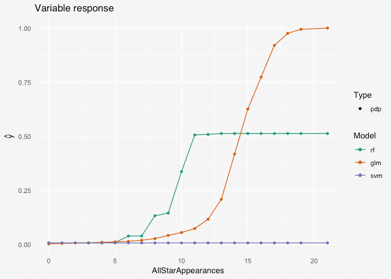 Variable response
1.00
0.75
0.50
0.25
0.00
ŷ
0
5
10
15
20
AllStarAppearances
Type
pdp
Model
rf
glm
svm